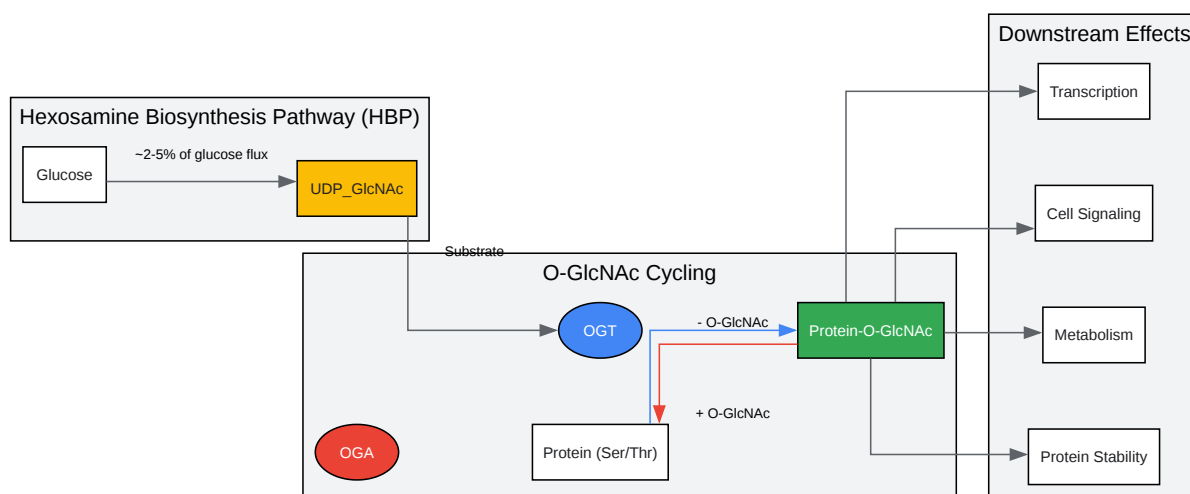 Downstream Effects
Transcription
Hexosamine Biosynthesis Pathway (HBP)
~2-5% of glucose flux
Glucose
UDP_GlcNAc
Cell Signaling
Substrate
O-GlcNAc Cycling
OGT
- O-GlcNAc
Protein-O-GlcNAc
Metabolism
+ O-GlcNAc
OGA
Protein (Ser/Thr)
Protein Stability